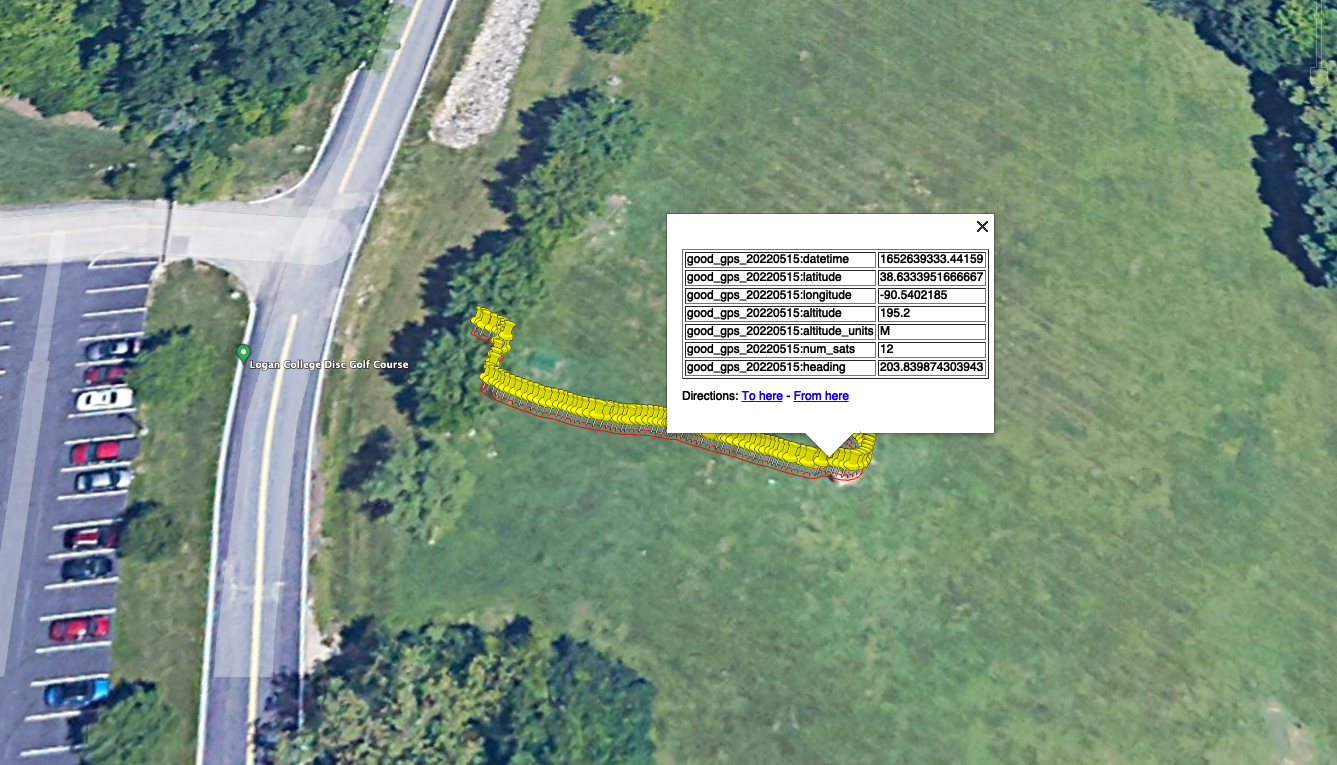 good_gps_20220515:datetime 1652639333.44159
good_gps_20220515:latitude 38.6333951666667
good_gps_20220515:longitude -90.5402185
good_gps_20220515:altitude 195.2
good_gps_20220515:altitude_units M
good_gps_20220515:num_sats 12
good_gps_20220515:heading 203.839874303943
Directions: To here - From here
Logan College Disc Golf Course